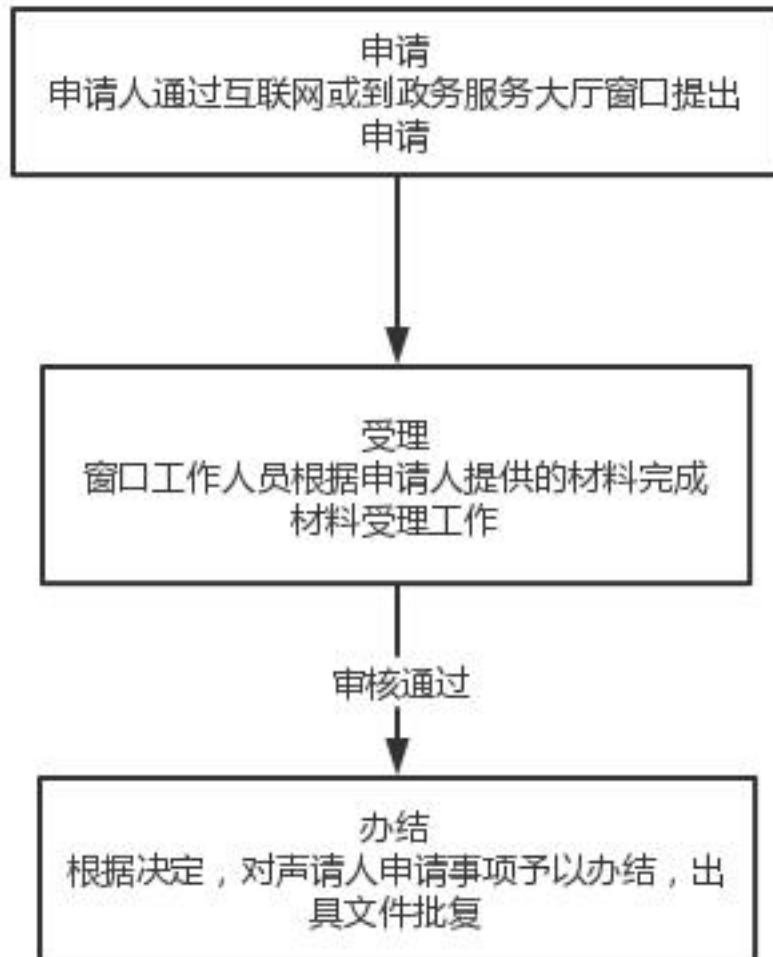 申请
申请人通过互联网或到政务服务大厅窗口提出
申请
受理
窗口工作人员根据申请人提供的材料完成
材料受理工作
审核通过
办结
根据决定，对声请人申请事项予以办结，出
具文件批复